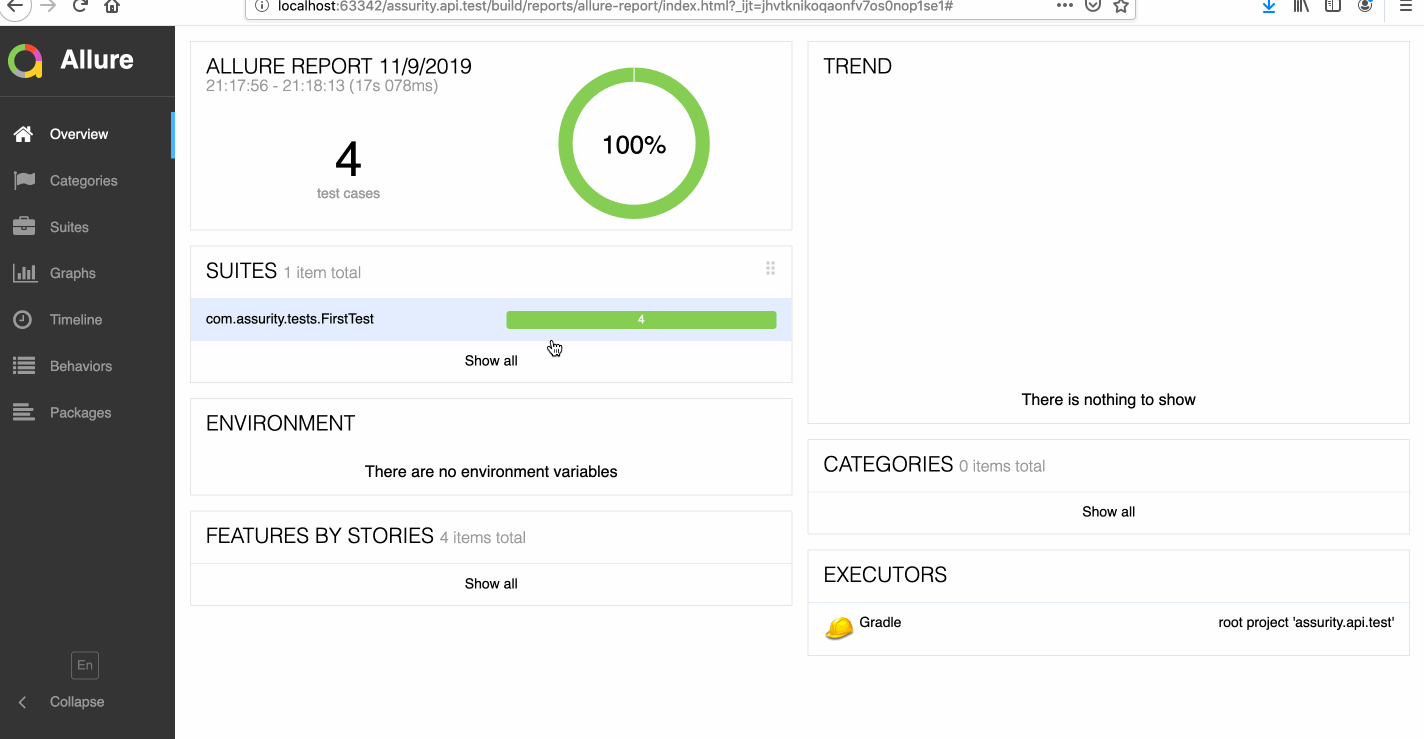 localhost:63342/assurity.api.test/build/reports/allure-report/index.html?_ijt=jhvtknikoqaonfv7os0nop1se1#
Allure
Overview
Categories
Suites
Graphs
Timeline
Behaviors
Packages
En
Collapse
ALLURE REPORT 11/9/2019
21:17:56 - 21:18:13 (17s 078ms)
4
test cases
100%
SUITES 1 item total
com.assurity.tests.FirstTest
4
Show all
ENVIRONMENT
There are no environment variables
FEATURES BY STORIES 4 items total
Show all
TREND
There is nothing to show
CATEGORIES 0 items total
Show all
EXECUTORS
Gradle
root project 'assurity.api.test'